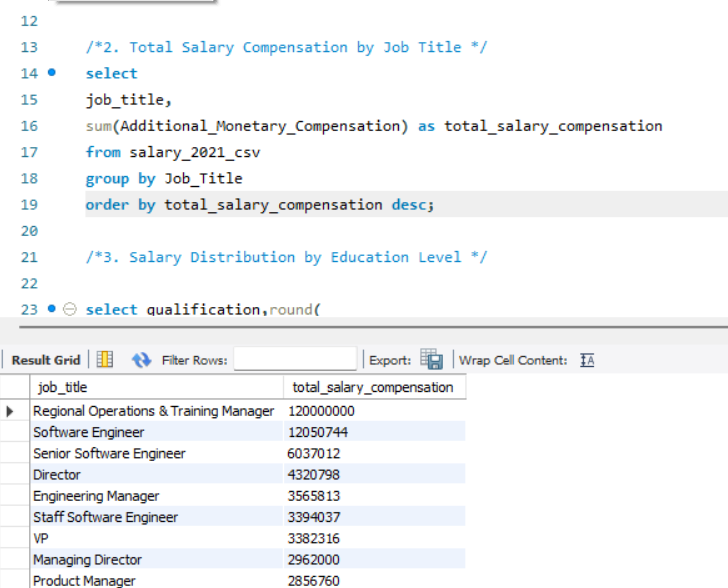 12
13 /*2. Total Salary Compensation by Job Title */
14 select
15 job_title,
16 sum(Additional_Monetary_Compensation) as total_salary_compensation
17 from salary_2021_csv
18 group by Job_Title
19 order by total_salary_compensation desc;
20
21 /*3. Salary Distribution by Education Level */
22
23 select qualification,round(
Result Grid Filter Rows: Export: Wrap Cell Content: IA
job_title total_salary_compensation
Regional Operations & Training Manager 120000000
Software Engineer 12050744
Senior Software Engineer 6037012
Director 4320798
Engineering Manager 3565813
Staff Software Engineer 3394037
VP 3382316
Managing Director 2962000
Product Manager 2856760